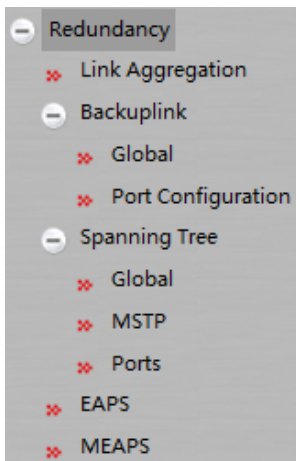 Redundancy
Link Aggregation
Backuplink
Global
Port Configuration
Spanning Tree
Global
MSTP
Ports
EAPS
MEAPS